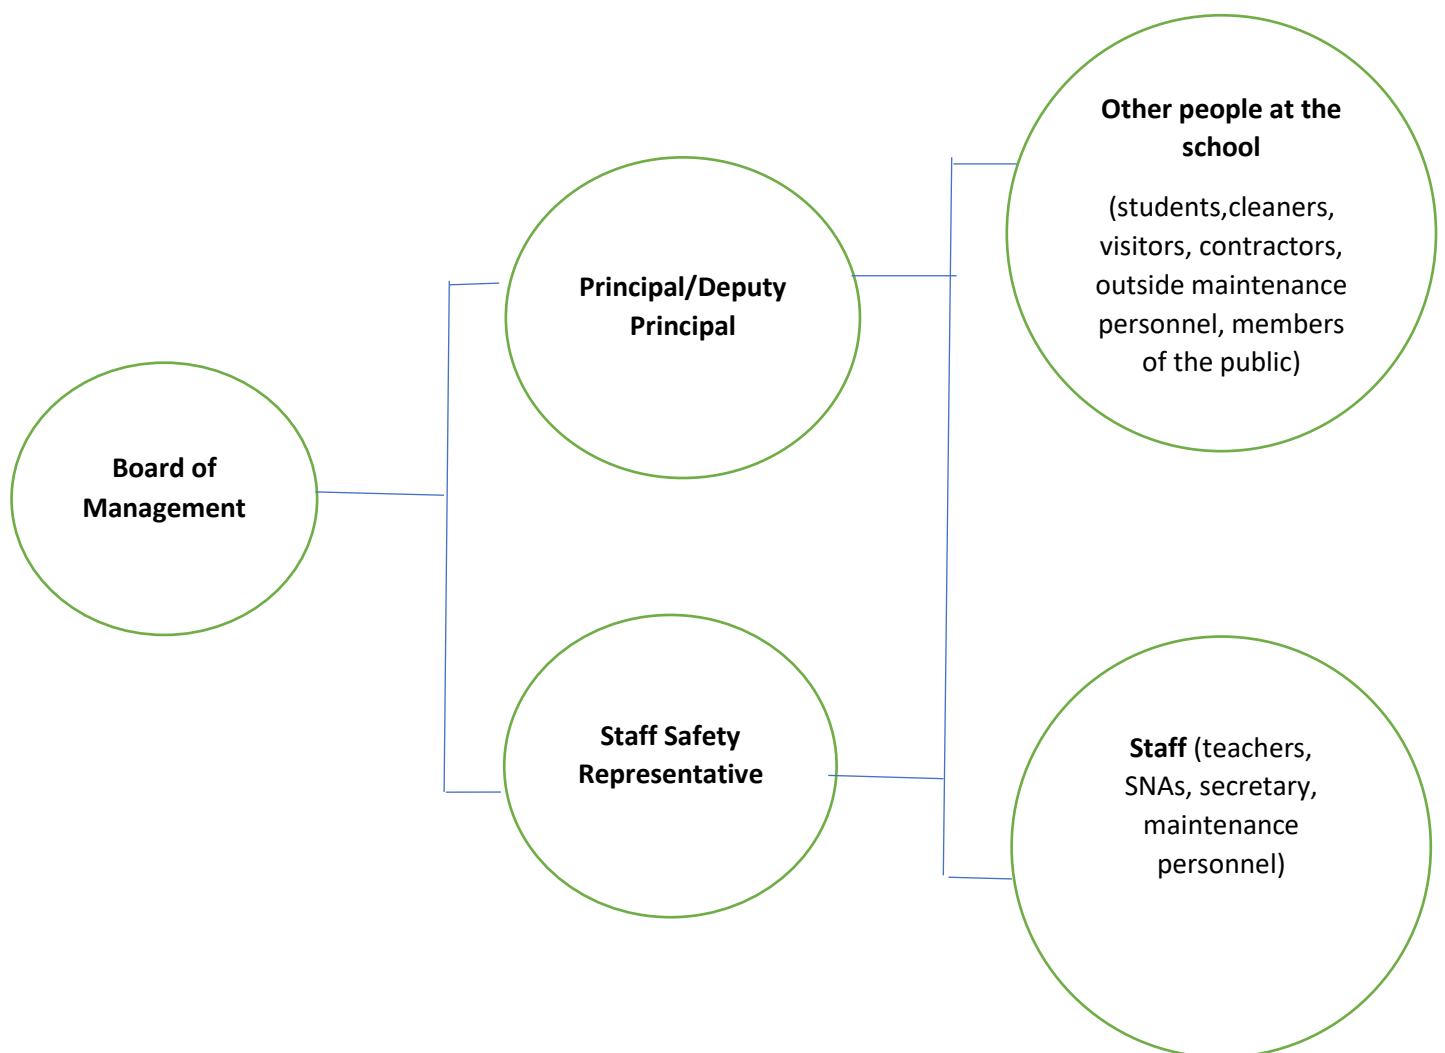 Board of
Management
Principal/Deputy
Principal
Staff Safety
Representative
Other people at the
school
(students,cleaners,
visitors, contractors,
outside maintenance
personnel, members
of the public)
Staff (teachers,
SNAs, secretary,
maintenance
personnel)